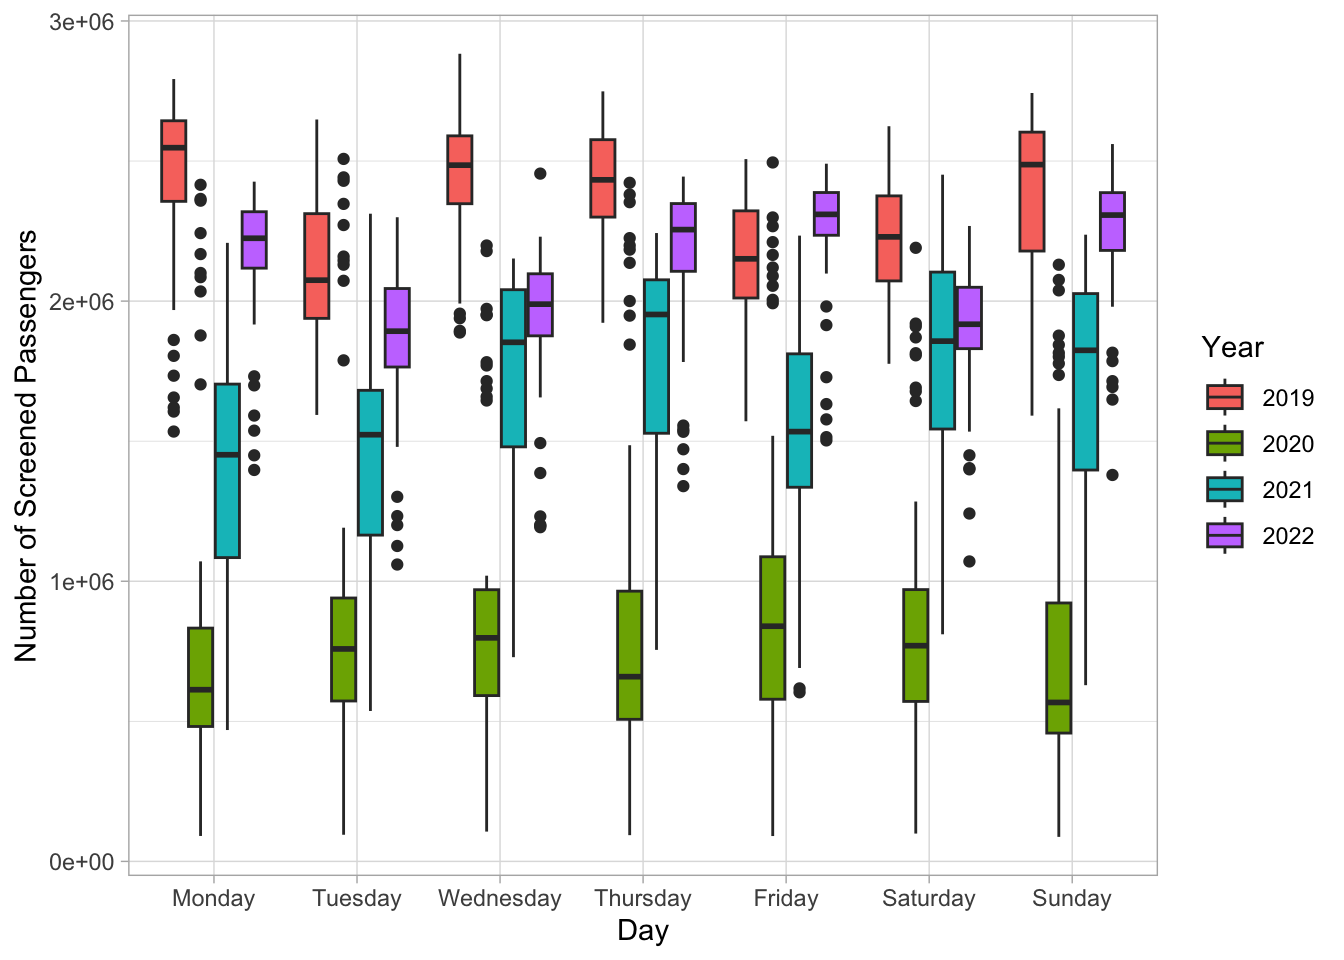 Number of Screened Passengers
3e+06
2e+06
1e+06
0e+00
Monday Tuesday Wednesday Thursday Friday Saturday Sunday
Day
Year
2019
2020
2021
2022